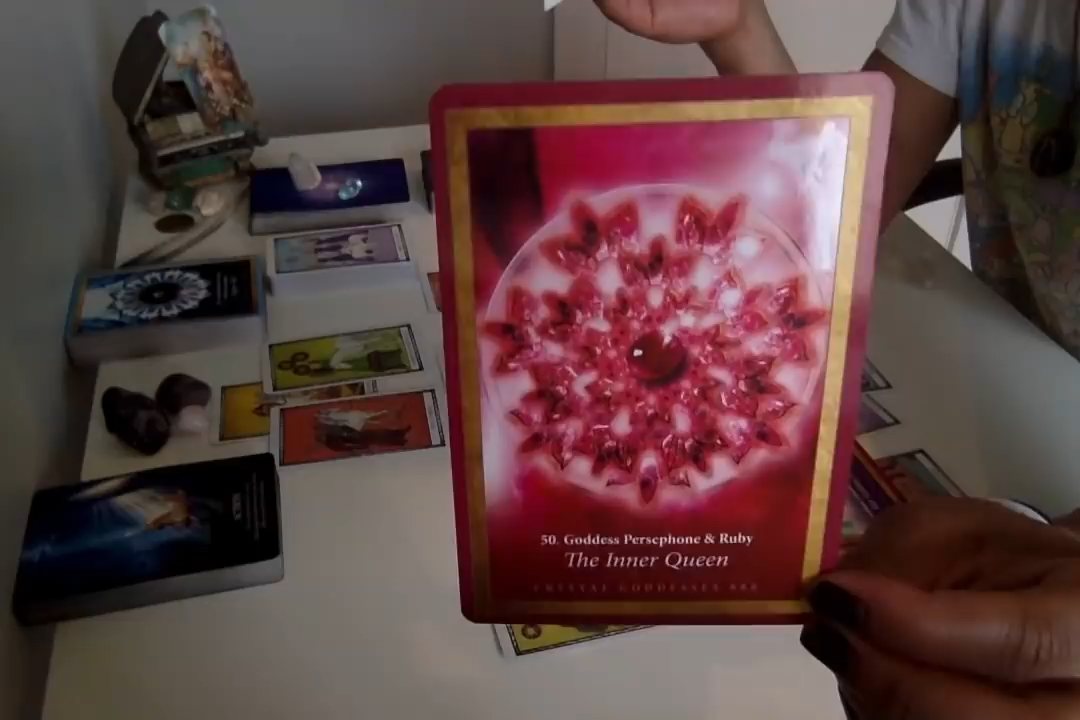 50. Goddess Persephone & Ruby
The Inner Queen
CRYSTAL GODDESSES 888